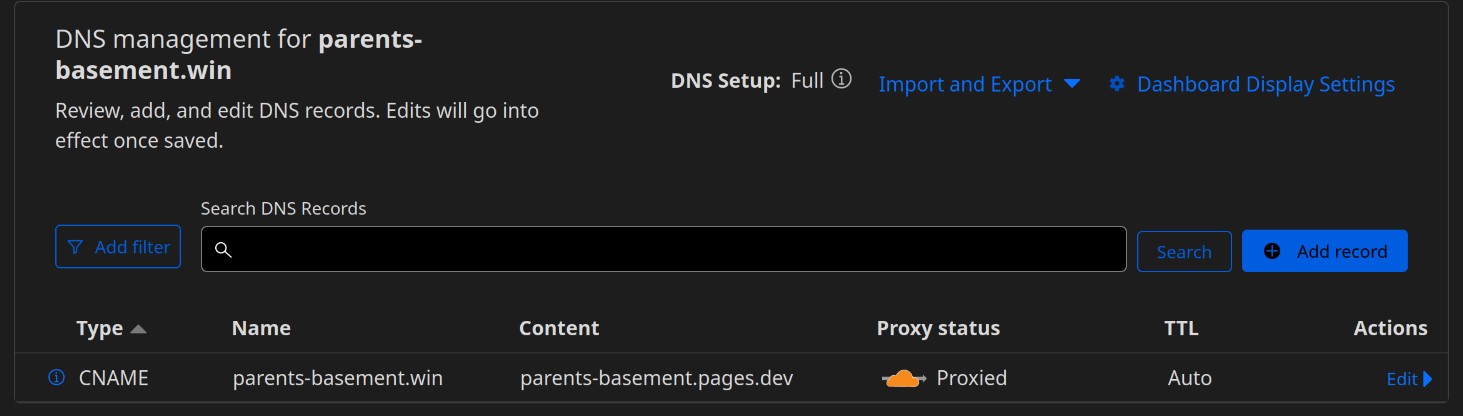 DNS management for parents-
basement.win
Review, add, and edit DNS records. Edits will go into
effect once saved.
DNS Setup: Full
Import and Export
Dashboard Display Settings
Search DNS Records
Add filter
Search
Add record
Type Name Content Proxy status TTL Actions
CNAME parents-basement.win parents-basement.pages.dev Proxied Auto Edit